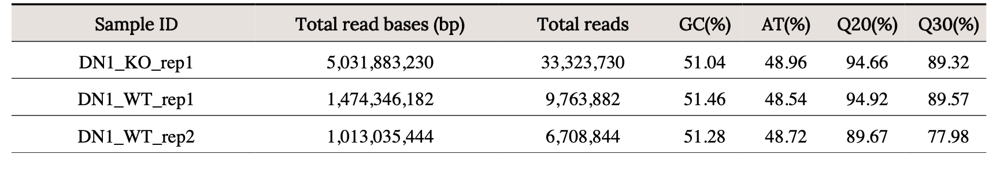 Sample ID Total read bases (bp) Total reads GC(%) AT(%) Q20(%) Q30(%)
DN1_KO_rep1 5,031,883,230 33,323,730 51.04 48.96 94.66 89.32
DN1_WT_rep1 1,474,346,182 9,763,882 51.46 48.54 94.92 89.57
DN1_WT_rep2 1,013,035,444 6,708,844 51.28 48.72 89.67 77.98